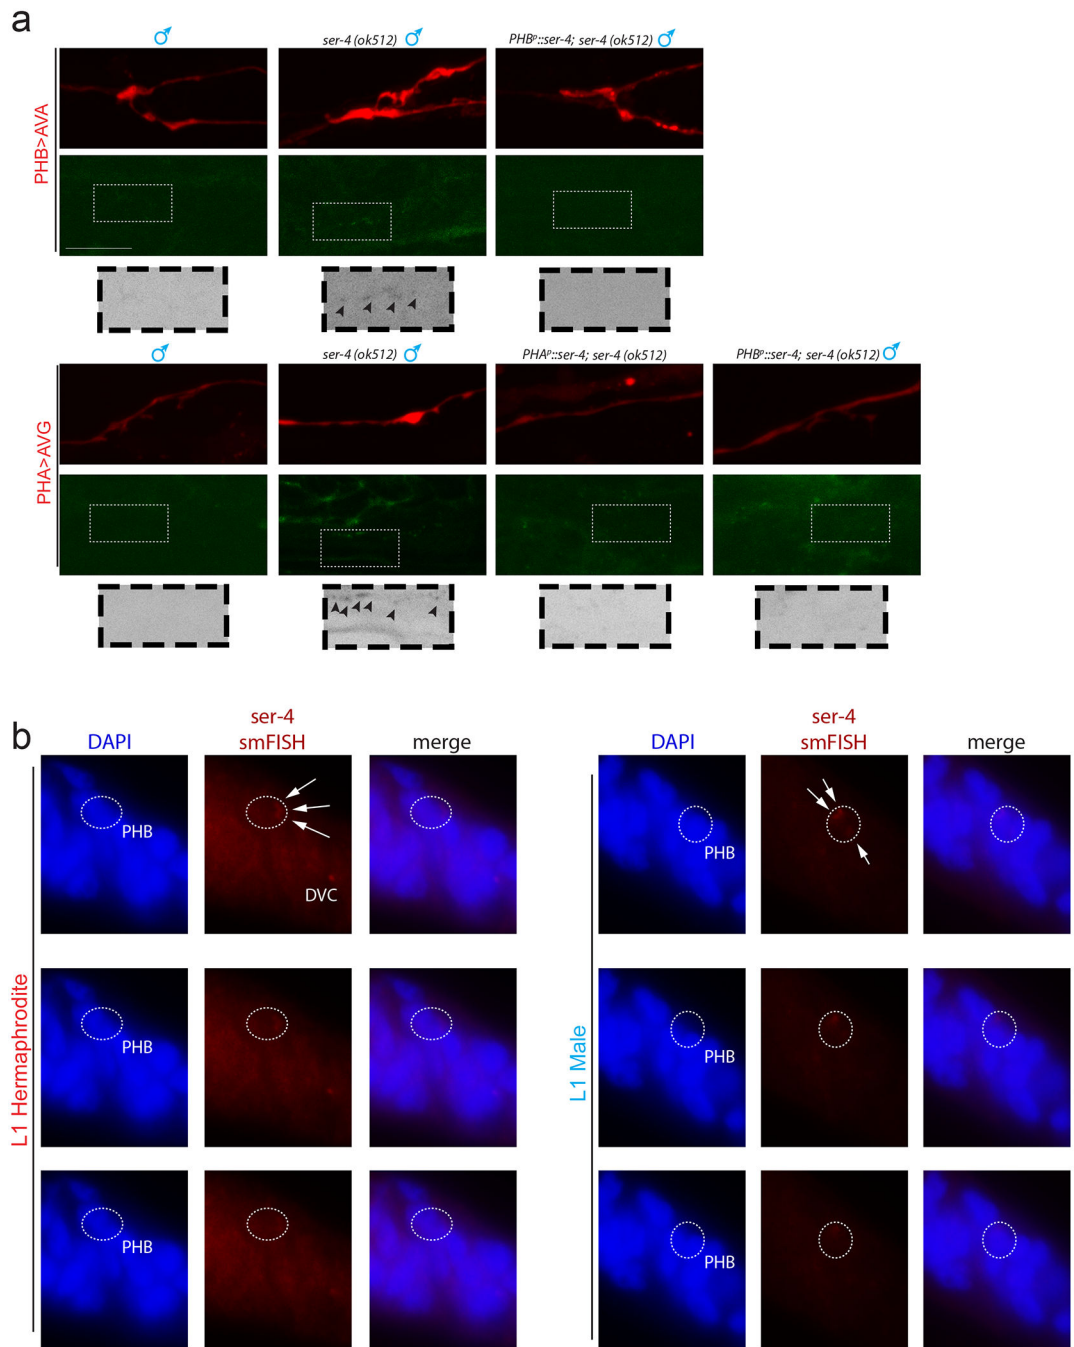 a
♂
ser-4 (ok512) ♂
PHBᵖ::ser-4; ser-4 (ok512) ♂
PHB>AVA
♂
ser-4 (ok512) ♂
PHAᵖ::ser-4; ser-4 (ok512)
PHBᵖ::ser-4; ser-4 (ok512) ♂
PHA>AVG
b
DAPI
ser-4
smFISH
merge
DAPI
ser-4
smFISH
merge
L1 Hermaphrodite
PHB
DVC
PHB
PHB
L1 Male
PHB
PHB
PHB